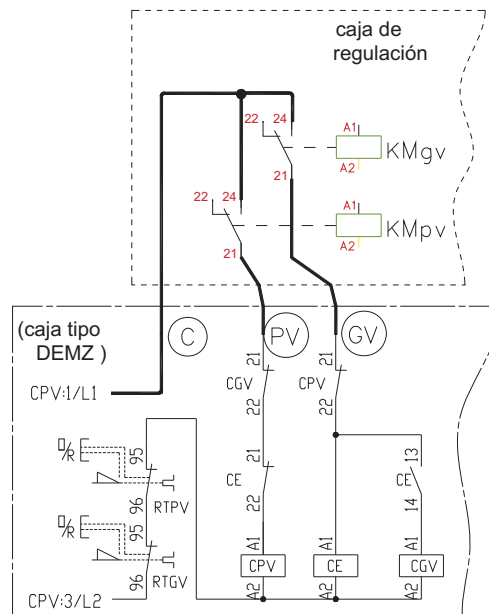 caja de
regulación
22 24
A1
KMgv
A2
21
22 24
A1
KMpv
A2
21
(caja tipo
DEMZ )
C
PV
GV
CPV:1/L1
21
CGV
22
21
CPV
22
95
RTPV
96
21
CE
22
13
CE
14
95
RTGV
96
A1
CPV
A2
A1
CE
A2
A1
CGV
A2
CPV:3/L2